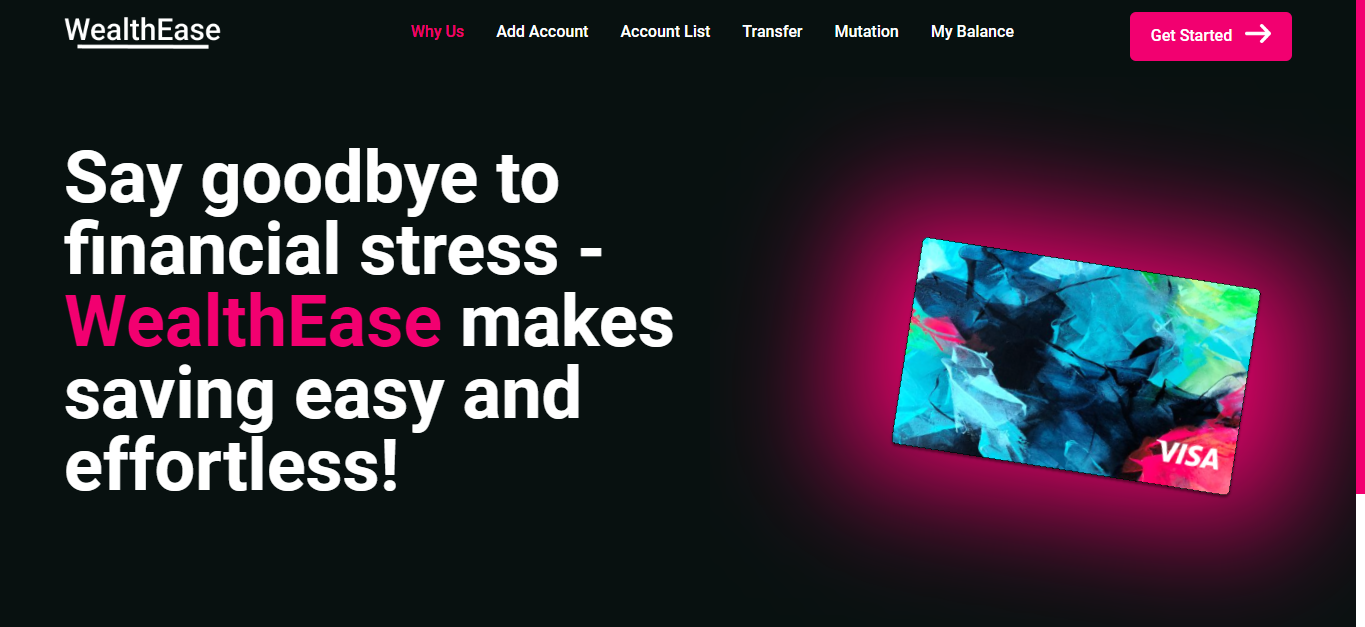 WealthEase
Why Us
Add Account
Account List
Transfer
Mutation
My Balance
Get Started
Say goodbye to
financial stress -
WealthEase makes
saving easy and
effortless!
VISA